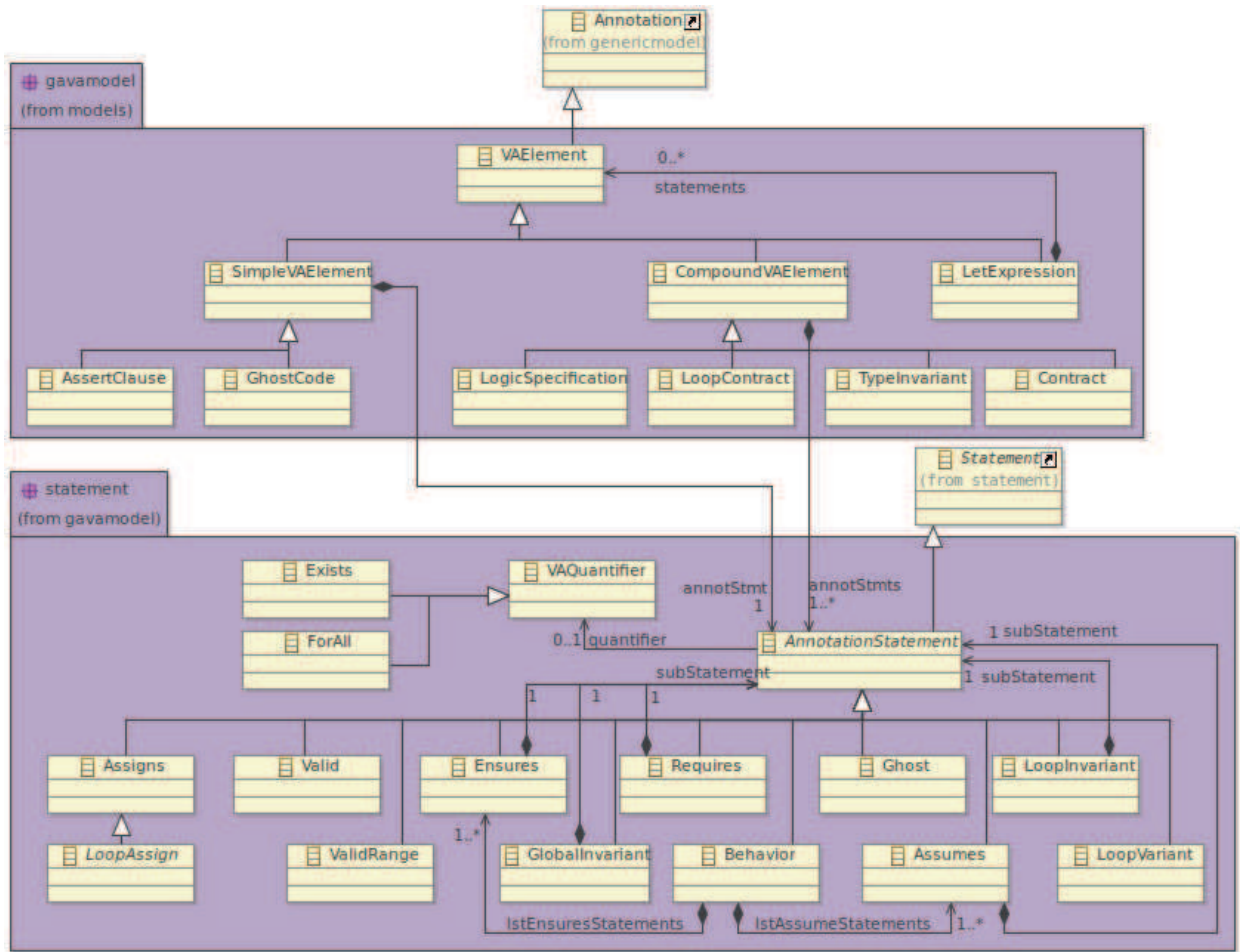 Annotation
(from genericmodel)
gavamodel
(from models)
VAElement
0..*
statements
SimpleVAElement
CompoundVAElement
LetExpression
AssertClause
GhostCode
LogicSpecification
LoopContract
TypeInvariant
Contract
Statement
(from statement)
statement
(from gavamodel)
Exists
VAQuantifier
annotStmt
1
annotStmts
1..*
ForAll
0..1 quantifier
AnnotationStatement
1 subStatement
subStatement
1 subStatement
1
1
1
Assigns
Valid
Ensures
Requires
Ghost
LoopInvariant
1..*
LoopAssign
ValidRange
GlobalInvariant
Behavior
Assumes
LoopVariant
lstEnsuresStatements
lstAssumeStatements
1..*